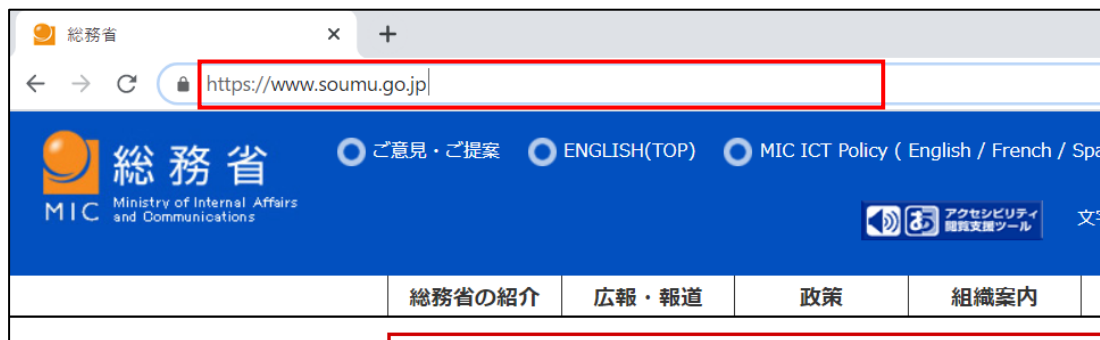 総務省
https://www.soumu.go.jp
総務省
MIC
Ministry of Internal Affairs
and Communications
ご意見・ご提案
ENGLISH(TOP)
MIC ICT Policy ( English / French / Spa
あ
アクセシビリティ
閲覧支援ツール
文字
総務省の紹介
広報・報道
政策
組織案内